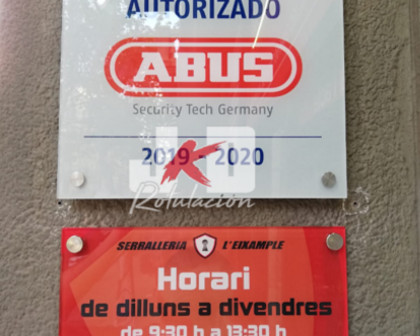 AUTORIZADO
ABUS
Security Tech Germany
2019 - 2020
JKD
Rotulación
SERRALLERIA L'EIXAMPLE
Horari
de dilluns a divendres
de 9:30 h a 13:30 h